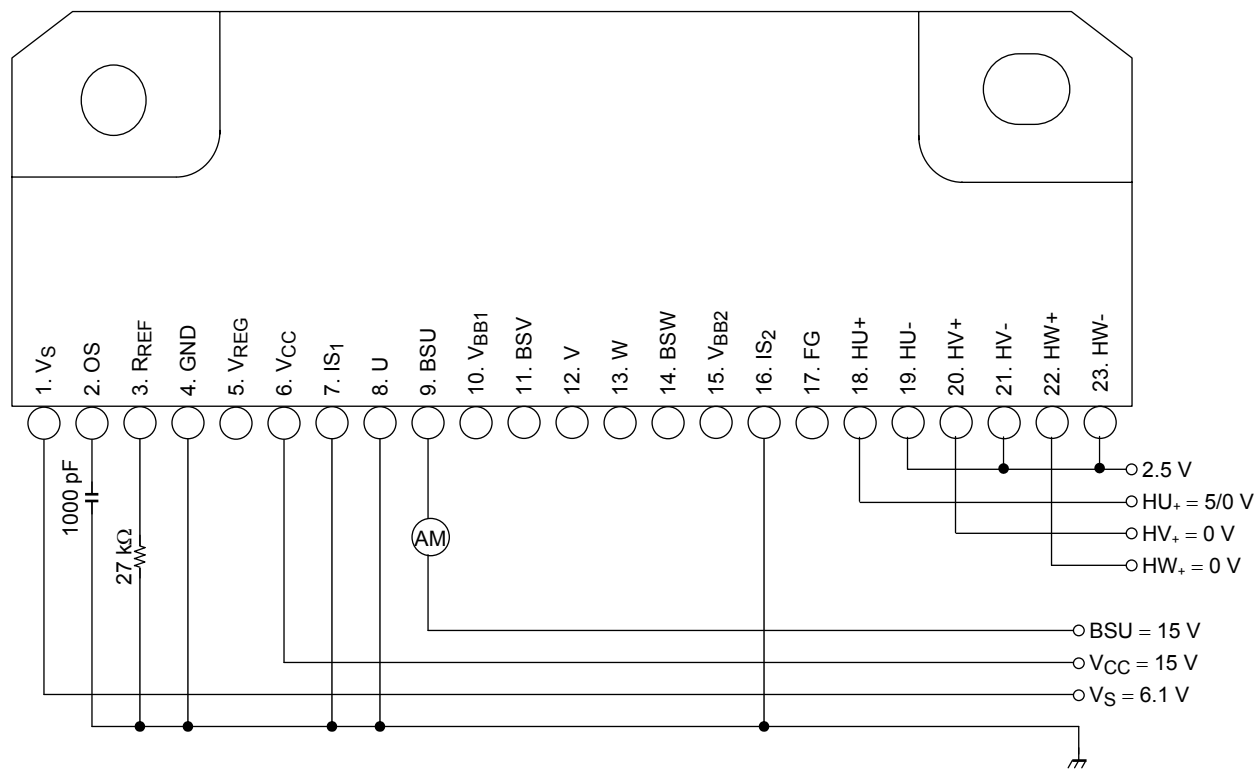 1. VS
2. OS
3. RREF
4. GND
5. VREG
6. VCC
7. IS1
8. U
9. BSU
10. VBB1
11. BSV
12. V
13. W
14. BSW
15. VBB2
16. IS2
17. FG
18. HU+
19. HU-
20. HV+
21. HV-
22. HW+
23. HW-
1000 pF
27 kΩ
AM
2.5 V
HU+ = 5/0 V
HV+ = 0 V
HW+ = 0 V
BSU = 15 V
VCC = 15 V
VS = 6.1 V